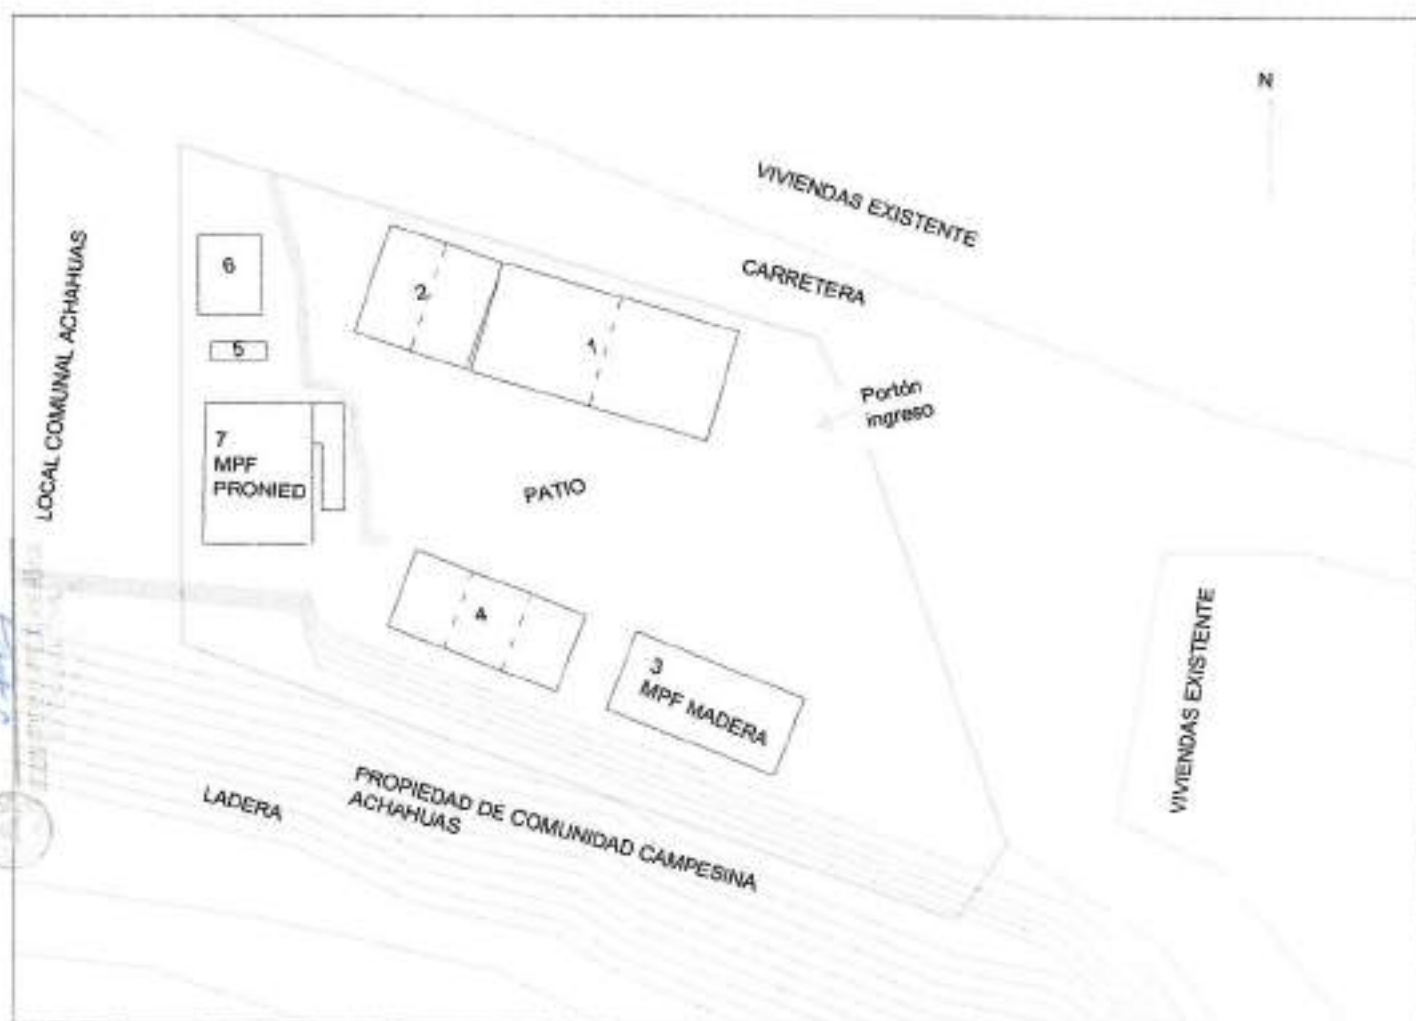 N
VIVIENDAS EXISTENTE
CARRETERA
LOCAL COMUNAL ACHAHUAS
6
2
5
1
Portón
ingreso
7
MPF
PRONIED
PATIO
4
3
MPF MADERA
VIVIENDAS EXISTENTE
LADERA
PROPIEDAD DE COMUNIDAD CAMPESINA
ACHAHUAS